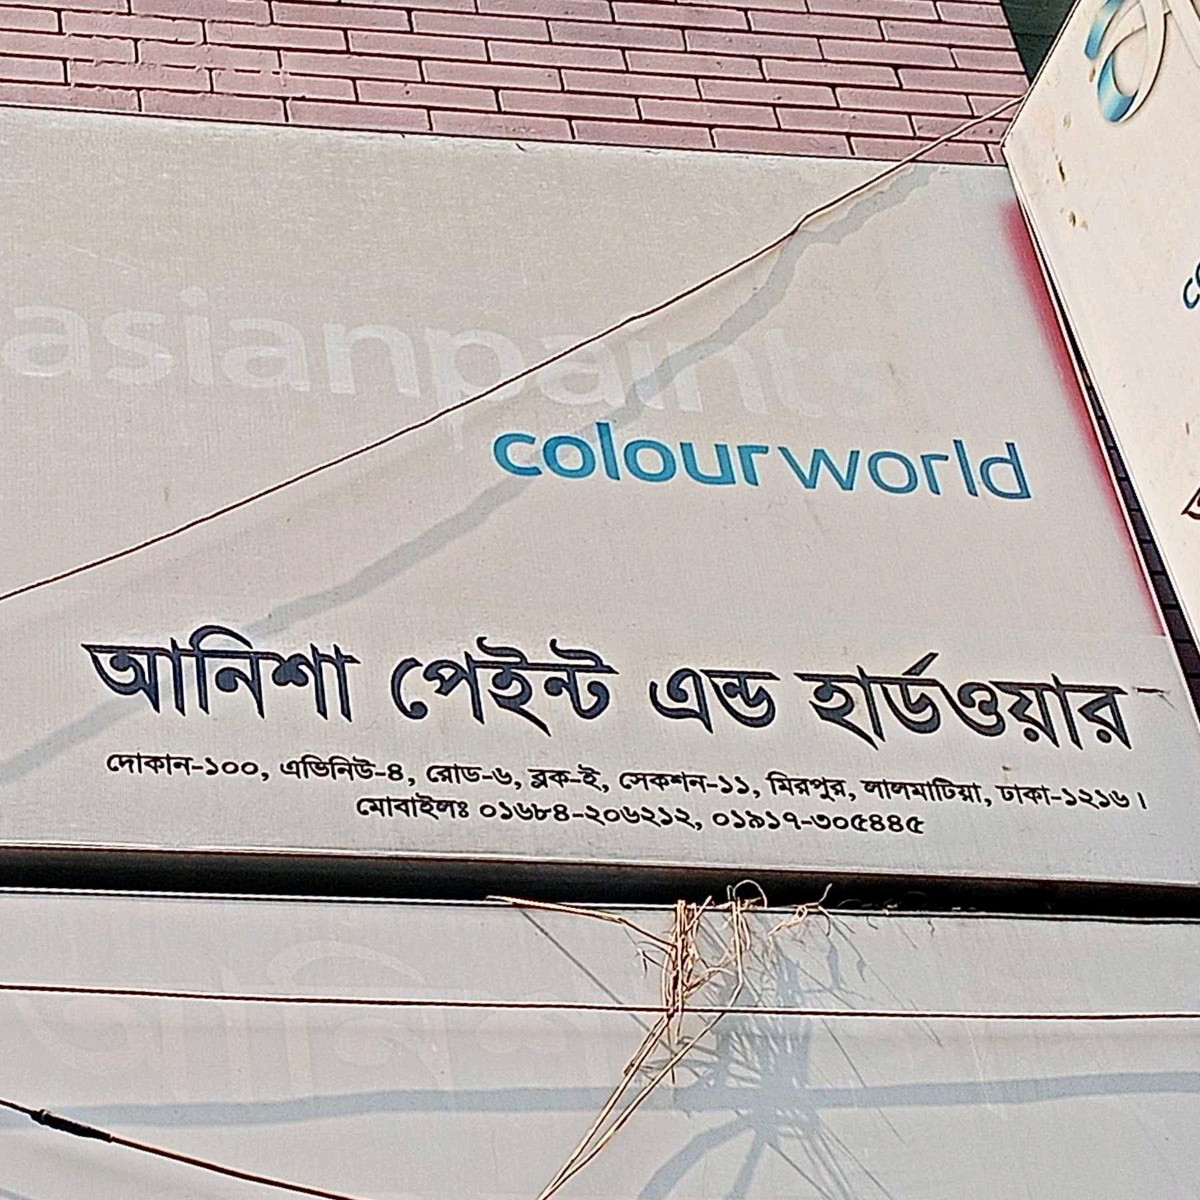 asianpaints
colourworld
আনিশা পেইন্ট এন্ড হার্ডওয়্যার
দোকান-১০০, এভিনিউ-৪, রোড-৬, ব্লক-ই, সেকশন-১১, মিরপুর, লালমাটিয়া, ঢাকা-১২১৬।
মোবাইলঃ ০১৬৮৪-২০৬২১২, ০১৯১৭-৩০৫৪৪৫
আনিশ